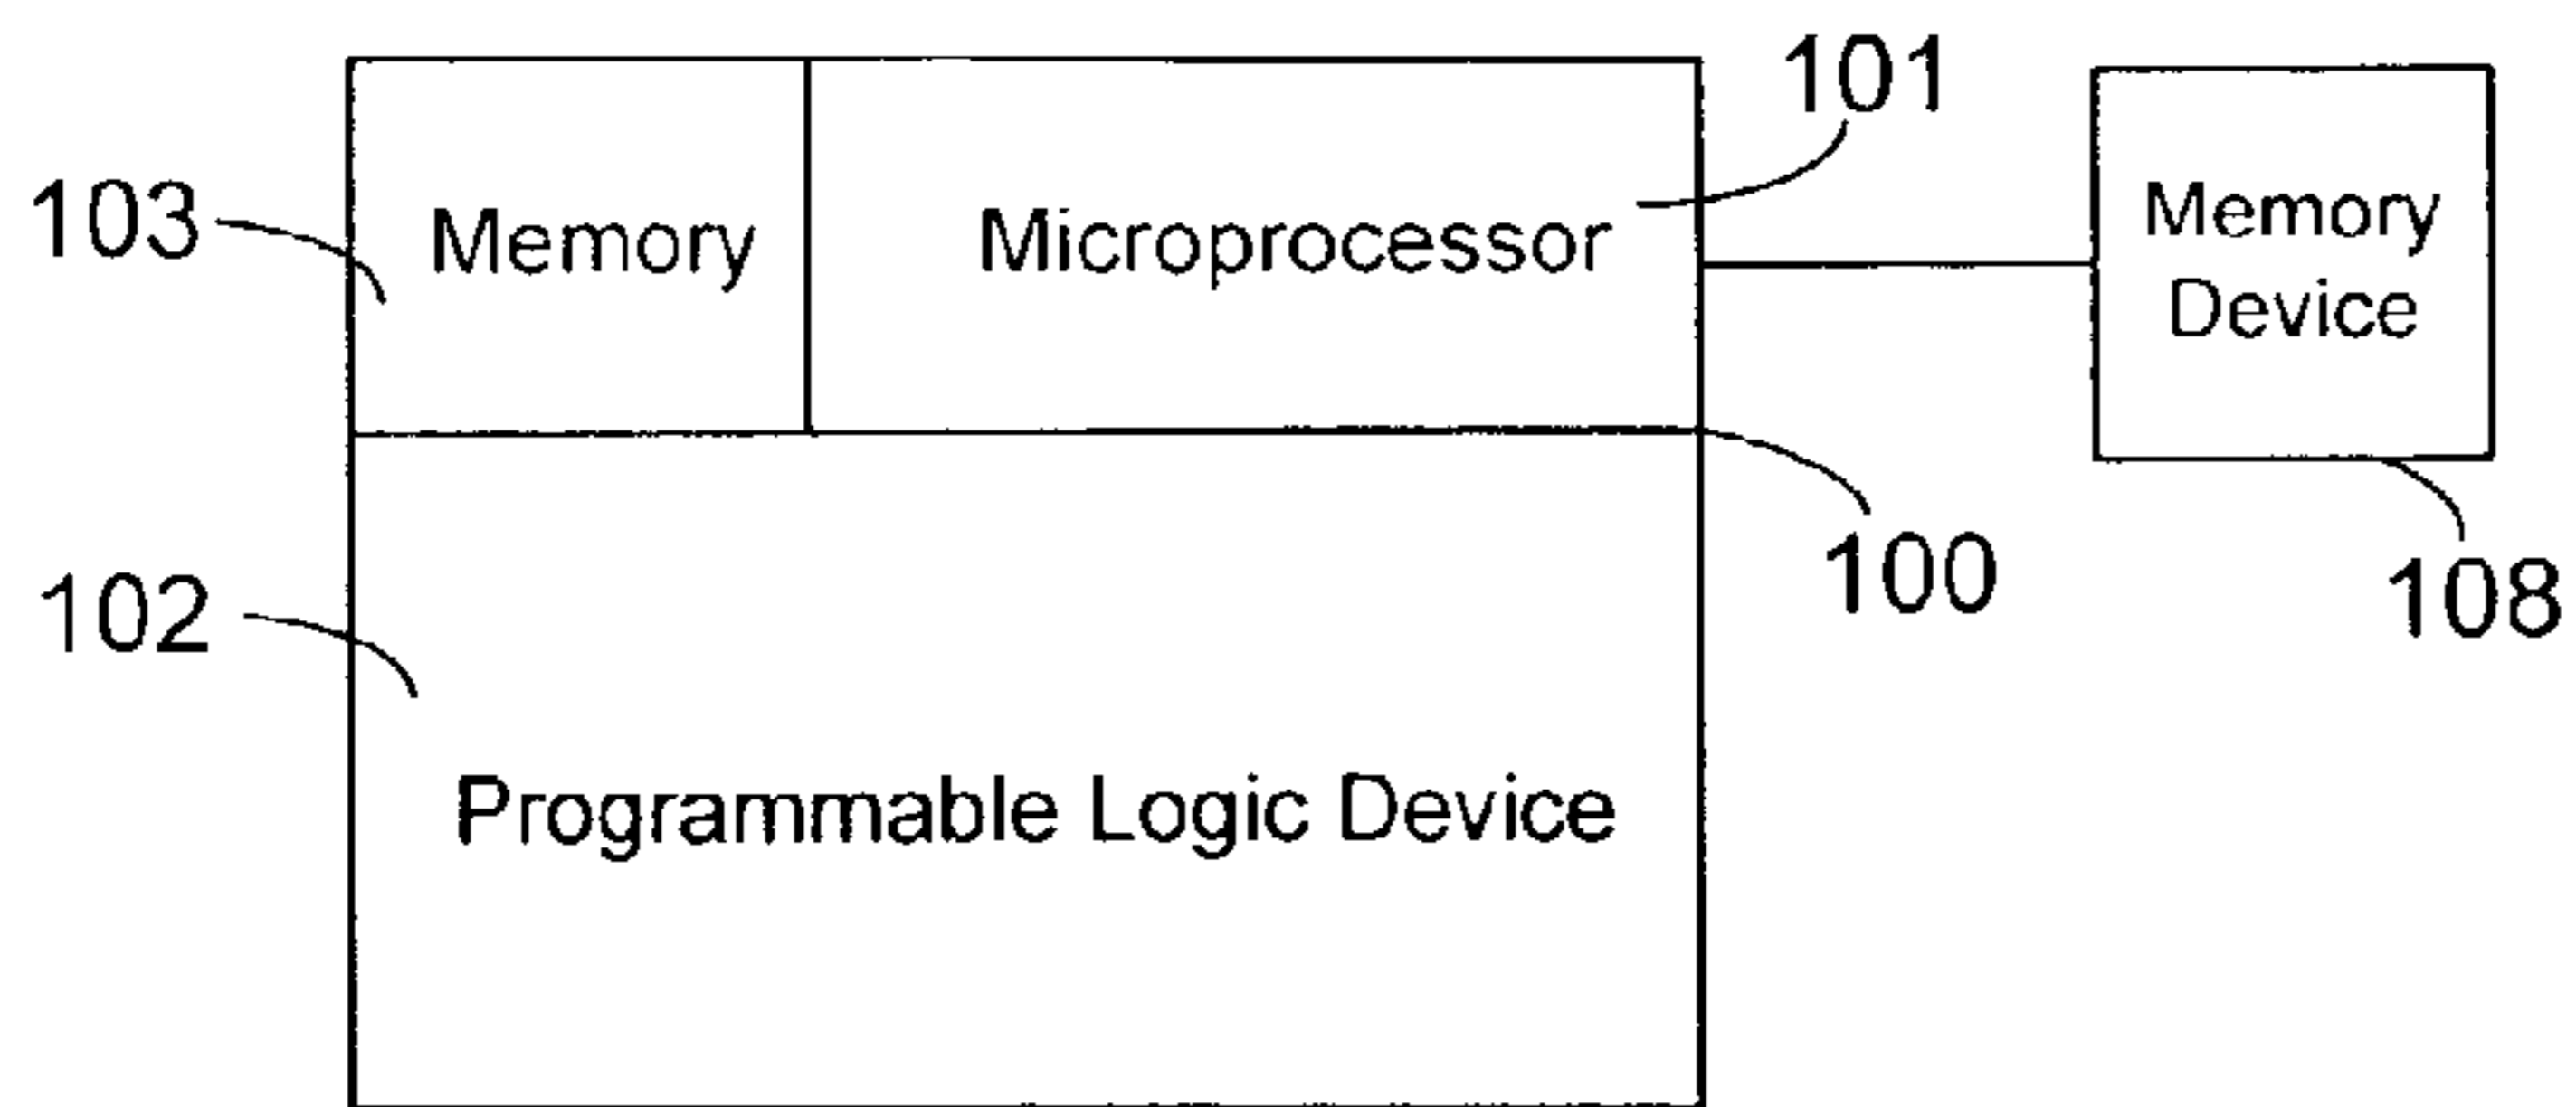 101
103
Memory
Microprocessor
Memory
Device
100
108
102
Programmable Logic Device